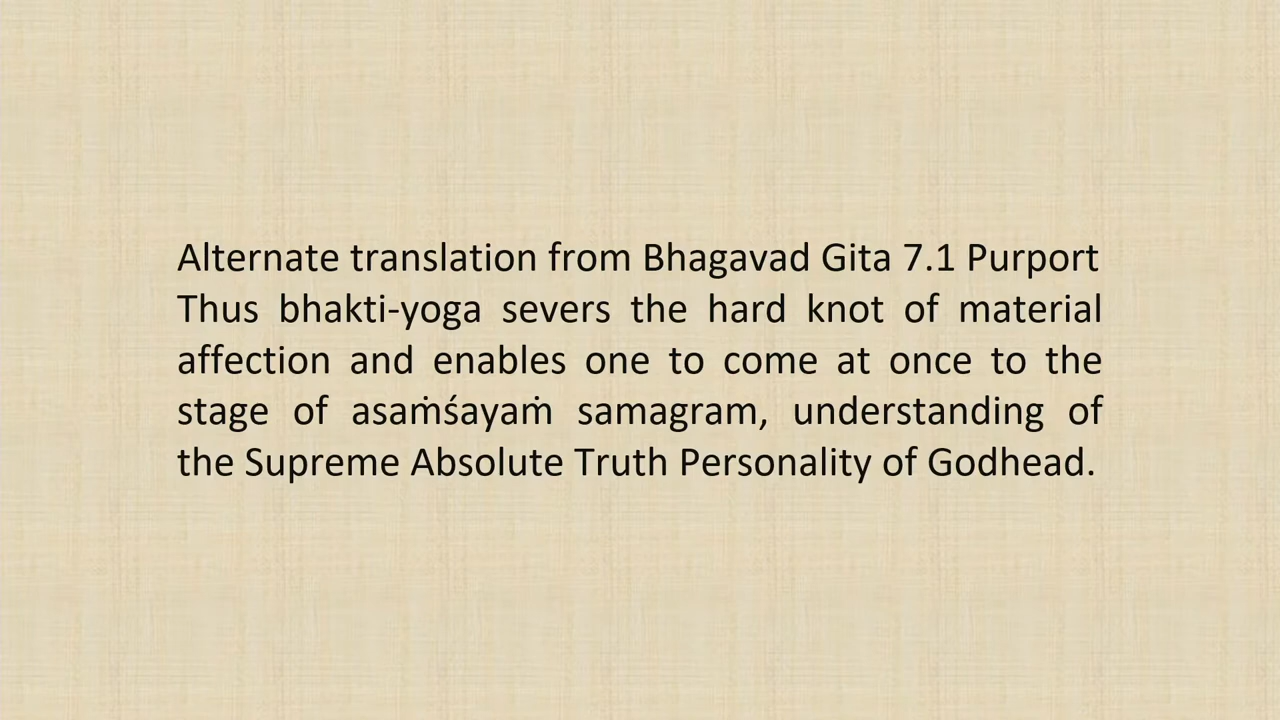 Alternate translation from Bhagavad Gita 7.1 Purport
Thus bhakti-yoga severs the hard knot of material
affection and enables one to come at once to the
stage of asaṁśayaṁ samagram, understanding of
the Supreme Absolute Truth Personality of Godhead.